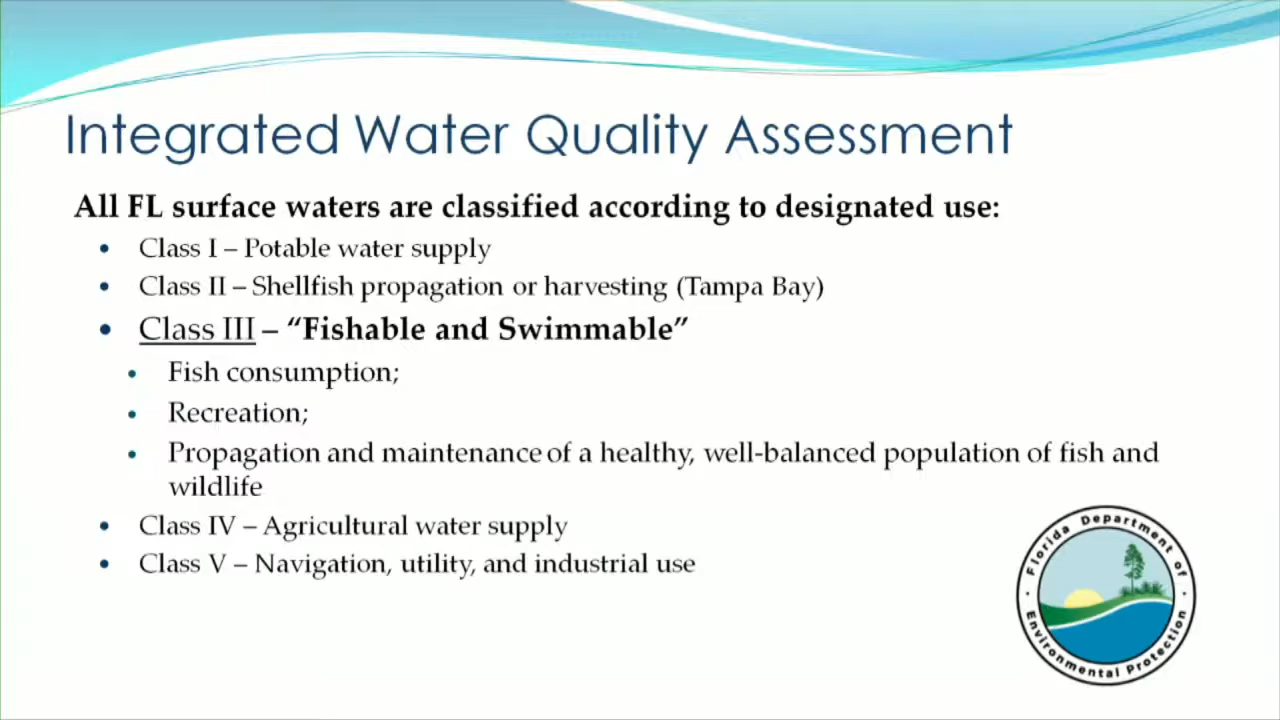 Integrated Water Quality Assessment
All FL surface waters are classified according to designated use:
• Class I – Potable water supply
• Class II – Shellfish propagation or harvesting (Tampa Bay)
• Class III – “Fishable and Swimmable”
• Fish consumption;
• Recreation;
• Propagation and maintenance of a healthy, well-balanced population of fish and
wildlife
• Class IV – Agricultural water supply
• Class V – Navigation, utility, and industrial use
Florida Department of
Environmental Protection